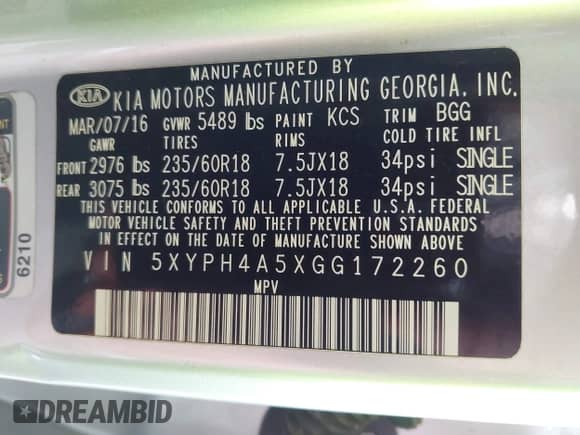 MANUFACTURED BY
KIA KIA MOTORS MANUFACTURING GEORGIA, INC.
MAR/07/16 GVWR 5489 lbs PAINT KCS TRIM BGG
GAWR TIRES RIMS COLD TIRE INFL
FRONT 2976 lbs 235/60R18 7.5JX18 34psi SINGLE
REAR 3075 lbs 235/60R18 7.5JX18 34psi SINGLE
THIS VEHICLE CONFORMS TO ALL APPLICABLE U.S.A. FEDERAL
MOTOR VEHICLE SAFETY AND THEFT PREVENTION STANDARDS
IN EFFECT ON THE DATE OF MANUFACTURE SHOWN ABOVE.
VIN 5XYPH4A5XGG172260
MPV
6210
DREAMBID